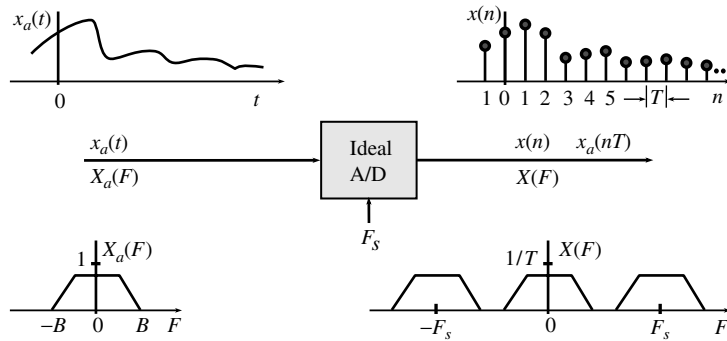 x_a(t)
0
t
x(n)
1 0 1 2 3 4 5 T n
x_a(t)
X_a(F)
Ideal
A/D
F_s
x(n) x_a(nT)
X(F)
X_a(F)
1
−B 0 B F
1/T X(F)
−F_s 0 F_s F